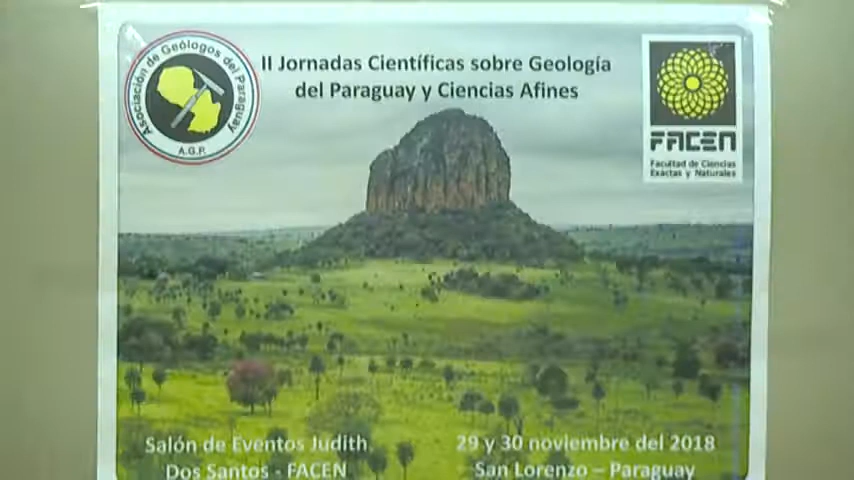 Asociación de Geólogos del Paraguay
A.G.P.
II Jornadas Científicas sobre Geología
del Paraguay y Ciencias Afines
FACEN
Facultad de Ciencias
Exactas y Naturales
Salón de Eventos Judith
Dos Santos - FACEN
29 y 30 noviembre del 2018
San Lorenzo – Paraguay